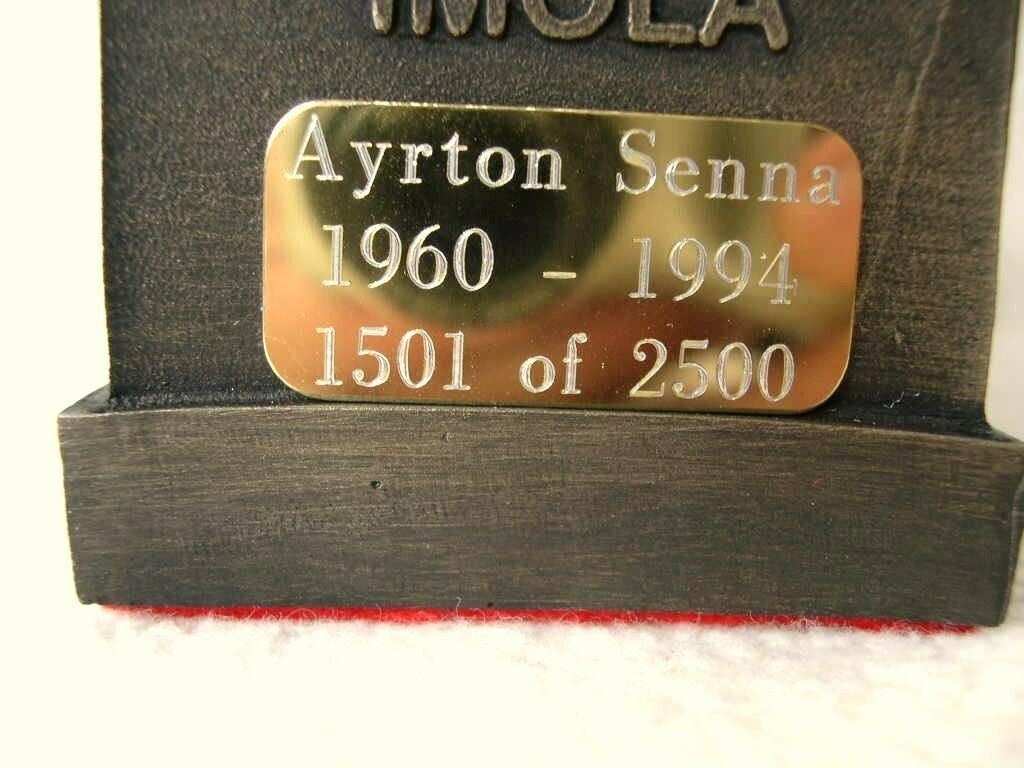 IMOLA
Ayrton Senna
1960 - 1994
1501 of 2500